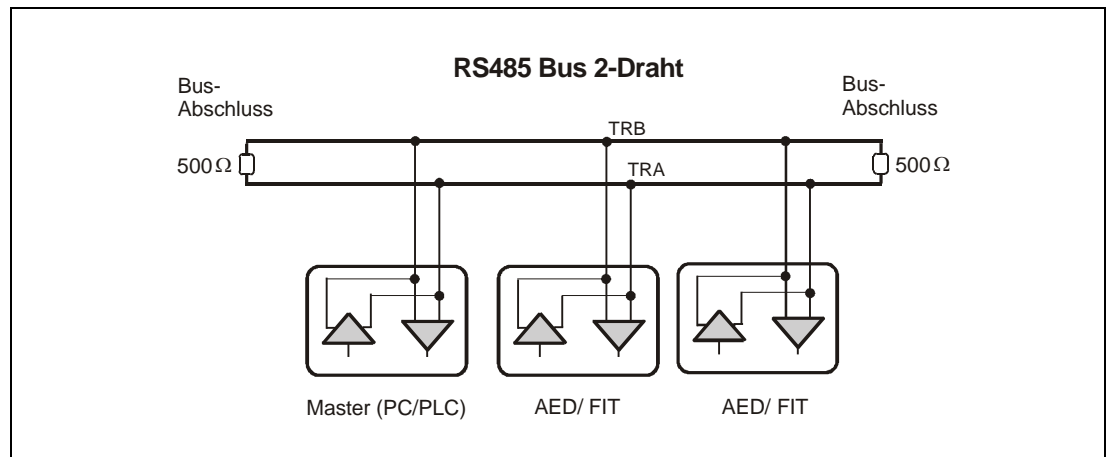 RS485 Bus 2-Draht
Bus-
Abschluss
Bus-
Abschluss
TRB
500Ω
TRA
500Ω
Master (PC/PLC)
AED/ FIT
AED/ FIT